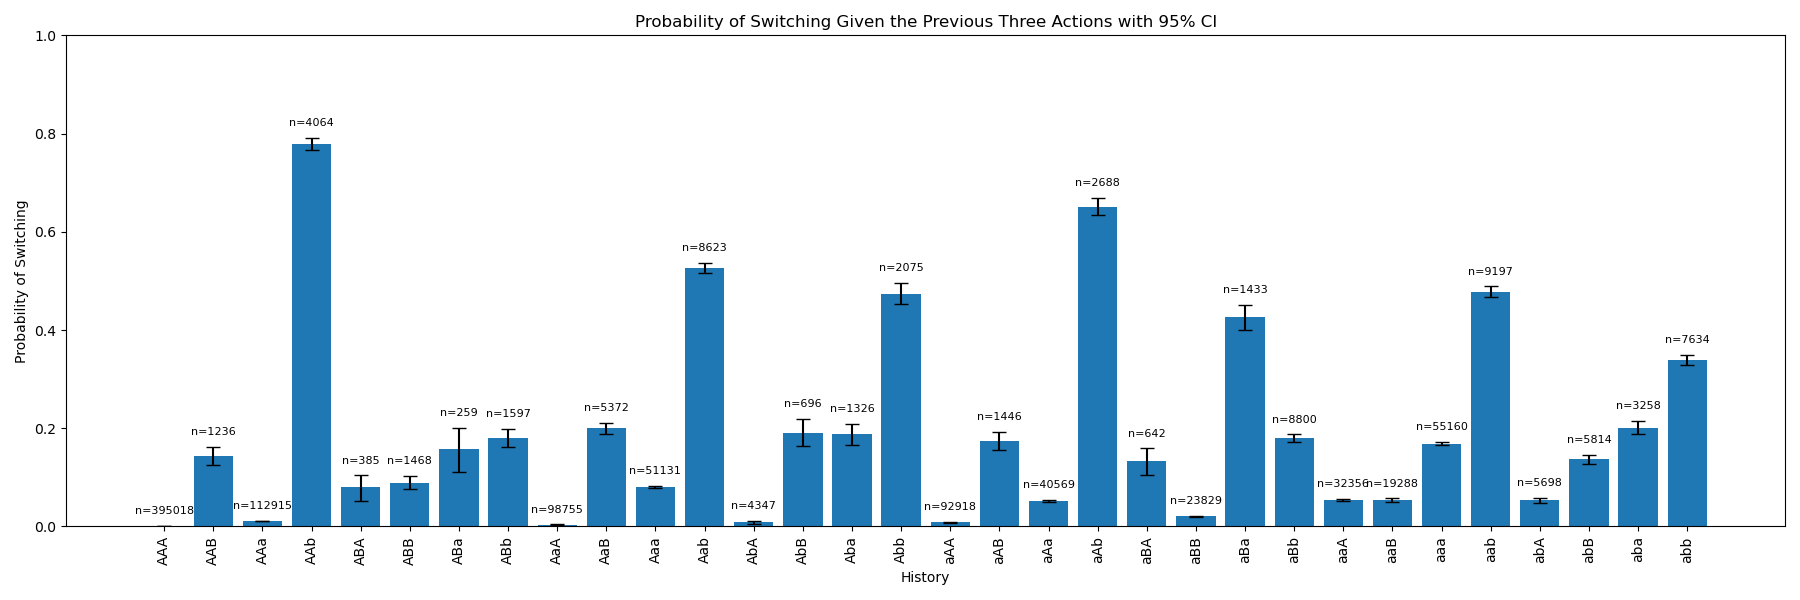 Probability of Switching Given the Previous Three Actions with 95% CI
Probability of Switching
1.0
0.8
0.6
0.4
0.2
0.0
n=395018
n=1236
n=112915
n=4064
n=385
n=1468
n=259
n=1597
n=98755
n=5372
n=51131
n=8623
n=4347
n=696
n=1326
n=2075
n=92918
n=1446
n=40569
n=2688
n=642
n=23829
n=1433
n=8800
n=32356
n=19288
n=55160
n=9197
n=5698
n=5814
n=3258
n=7634
AAA
AAB
AAa
AAb
ABA
ABB
ABa
ABb
AaA
AaB
Aaa
Aab
AbA
AbB
Aba
Abb
aAA
aAB
aAa
aAb
aBA
aBB
aBa
aBb
aaA
aaB
aaa
aab
abA
abB
aba
abb
History